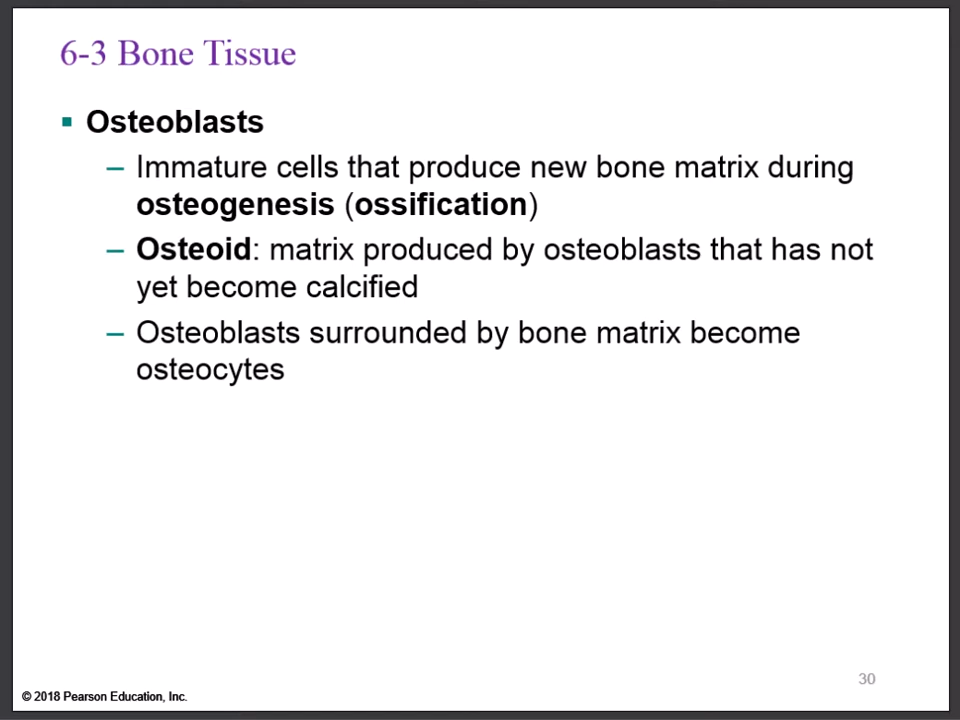 6-3 Bone Tissue
▪ Osteoblasts
– Immature cells that produce new bone matrix during
osteogenesis (ossification)
– Osteoid: matrix produced by osteoblasts that has not
yet become calcified
– Osteoblasts surrounded by bone matrix become
osteocytes
30
© 2018 Pearson Education, Inc.